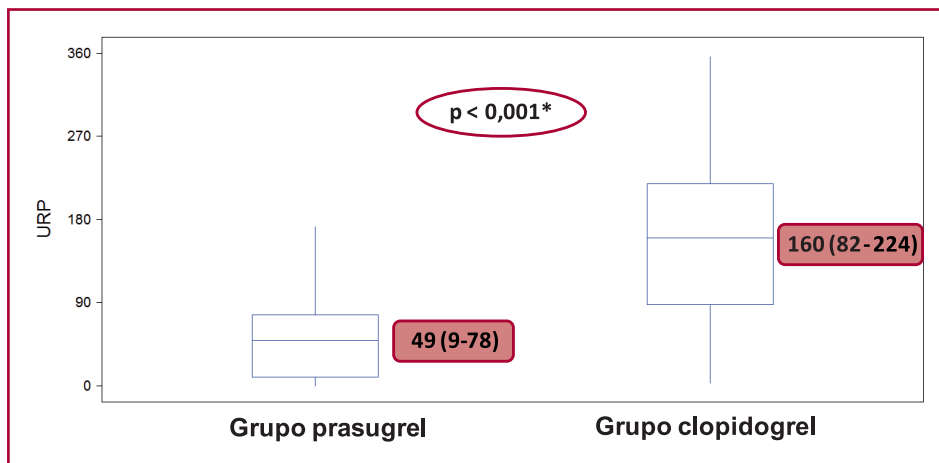 360
p < 0,001*
270
URP
180
160 (82-224)
90
49 (9-78)
0
Grupo prasugrel
Grupo clopidogrel